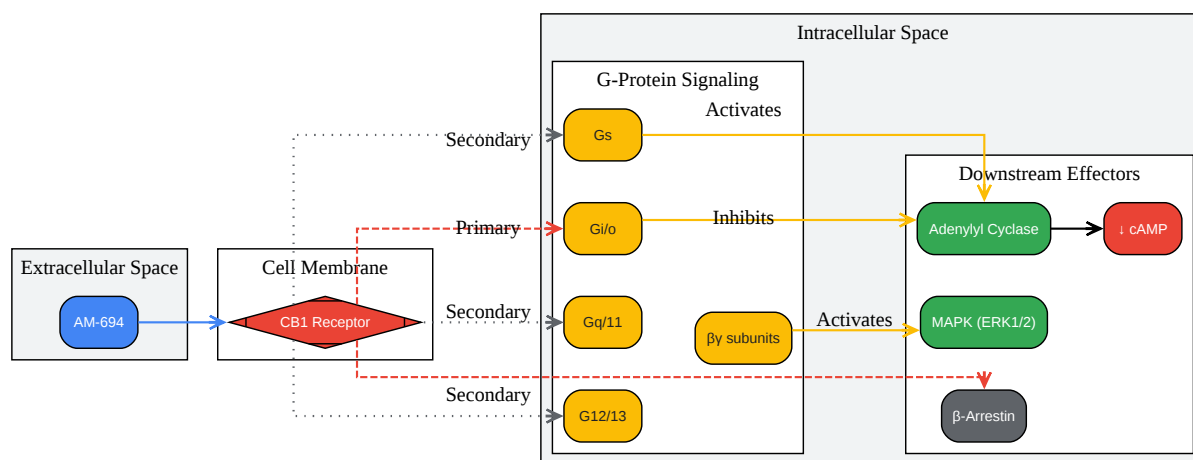 Intracellular Space
G-Protein Signaling
Activates
Secondary
Gs
Downstream Effectors
Primary
Gi/o
Inhibits
Adenylyl Cyclase
↓ cAMP
Extracellular Space
Cell Membrane
AM-694
CB1 Receptor
Secondary
Gq/11
βγ subunits
Activates
MAPK (ERK1/2)
Secondary
G12/13
β-Arrestin